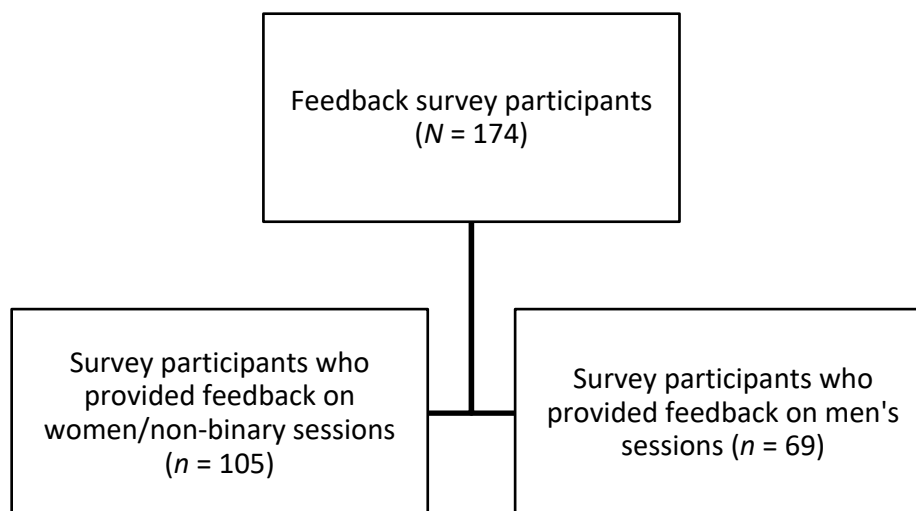 Feedback survey participants
(N = 174)
Survey participants who
provided feedback on
women/non-binary sessions
(n = 105)
Survey participants who
provided feedback on men's
sessions (n = 69)